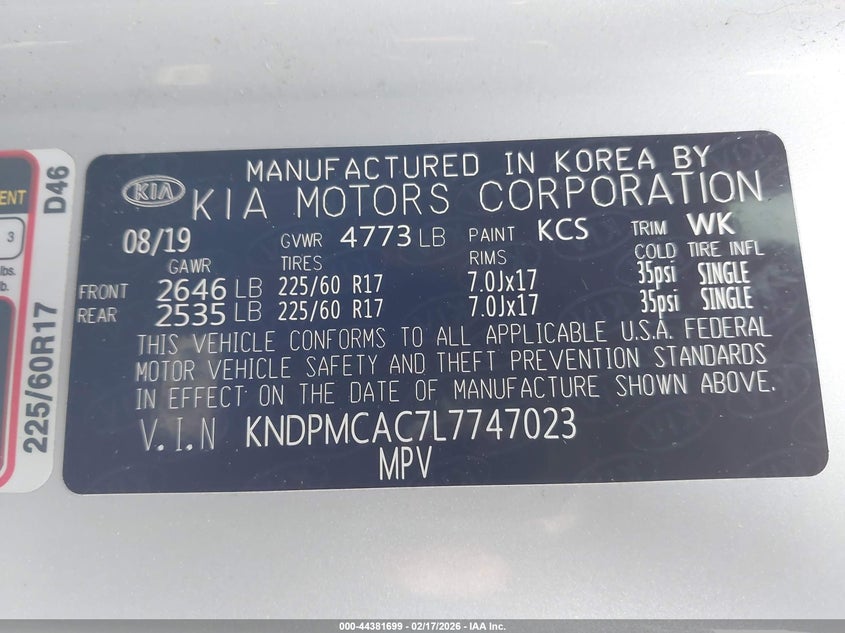 MANUFACTURED IN KOREA BY
KIA KIA MOTORS CORPORATION
08/19 GVWR 4773 LB PAINT KCS TRIM WK
GAWR TIRES RIMS COLD TIRE INFL
FRONT 2646 LB 225/60 R17 7.0Jx17 35psi SINGLE
REAR 2535 LB 225/60 R17 7.0Jx17 35psi SINGLE
THIS VEHICLE CONFORMS TO ALL APPLICABLE U.S.A. FEDERAL
MOTOR VEHICLE SAFETY AND THEFT PREVENTION STANDARDS
IN EFFECT ON THE DATE OF MANUFACTURE SHOWN ABOVE.
V.I.N KNDPMCAC7L7747023
MPV
225/60R17 D46
3
lbs.
000-44381699 - 02/17/2026 - IAA Inc.